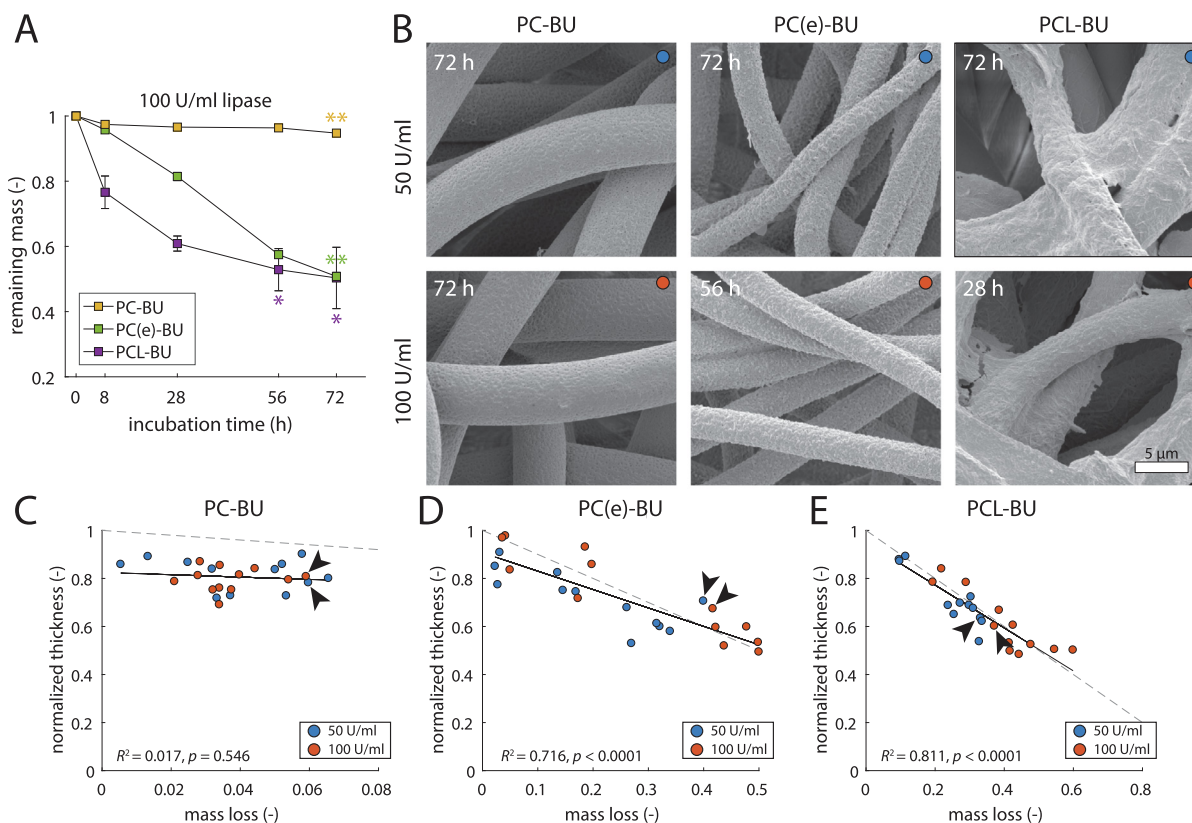 A
100 U/ml lipase
remaining mass (-)
1
0.8
0.6
0.4
0.2
**
**
*
*
PC-BU
PC(e)-BU
PCL-BU
0 8 28 56 72
incubation time (h)
B
PC-BU PC(e)-BU PCL-BU
50 U/ml
72 h 72 h 72 h
100 U/ml
72 h 56 h 28 h
5 µm
C
PC-BU
normalized thickness (-)
1
0.8
0.6
0.4
0.2
0
50 U/ml
100 U/ml
R² = 0.017, p = 0.546
0 0.02 0.04 0.06 0.08
mass loss (-)
D
PC(e)-BU
normalized thickness (-)
1
0.8
0.6
0.4
0.2
0
50 U/ml
100 U/ml
R² = 0.716, p < 0.0001
0 0.1 0.2 0.3 0.4 0.5
mass loss (-)
E
PCL-BU
normalized thickness (-)
1
0.8
0.6
0.4
0.2
0
50 U/ml
100 U/ml
R² = 0.811, p < 0.0001
0 0.2 0.4 0.6 0.8
mass loss (-)